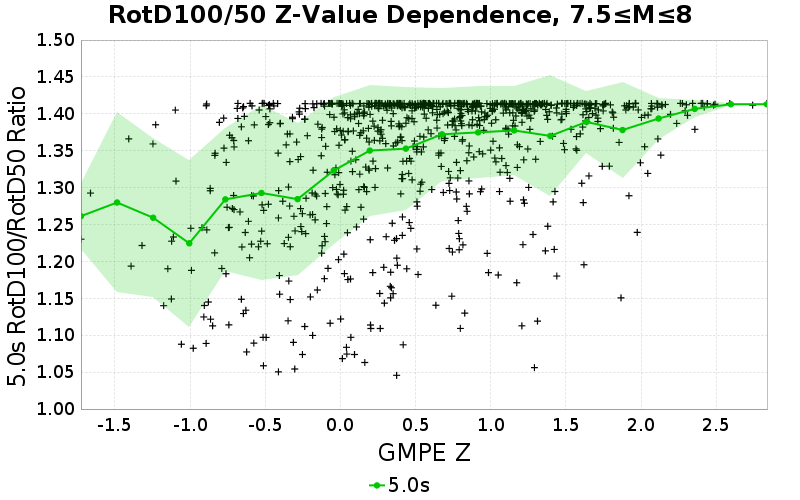 RotD100/50 Z-Value Dependence, 7.5≤M≤8
5.0s RotD100/RotD50 Ratio
1.50
1.45
1.40
1.35
1.30
1.25
1.20
1.15
1.10
1.05
1.00
-1.5 -1.0 -0.5 0.0 0.5 1.0 1.5 2.0 2.5
GMPE Z
5.0s